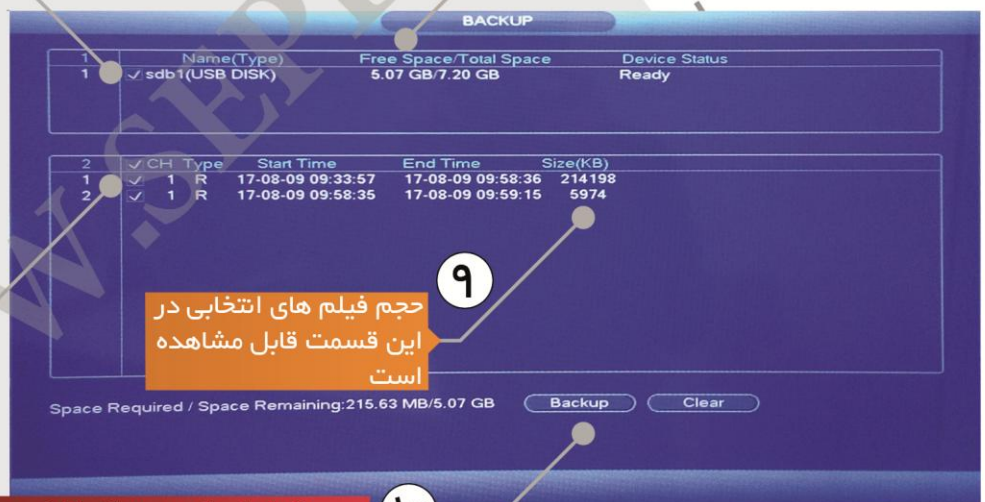 BACKUP
1 Name(Type) Free Space/Total Space Device Status
1 sdb1(USB DISK) 5.07 GB/7.20 GB Ready
2 CH Type Start Time End Time Size(KB)
1 1 R 17-08-09 09:33:57 17-08-09 09:58:36 214198
2 1 R 17-08-09 09:58:35 17-08-09 09:59:15 5974
۹
حجم فیلم های انتخابی در
این قسمت قابل مشاهده
است
Space Required / Space Remaining:215.63 MB/5.07 GB Backup Clear